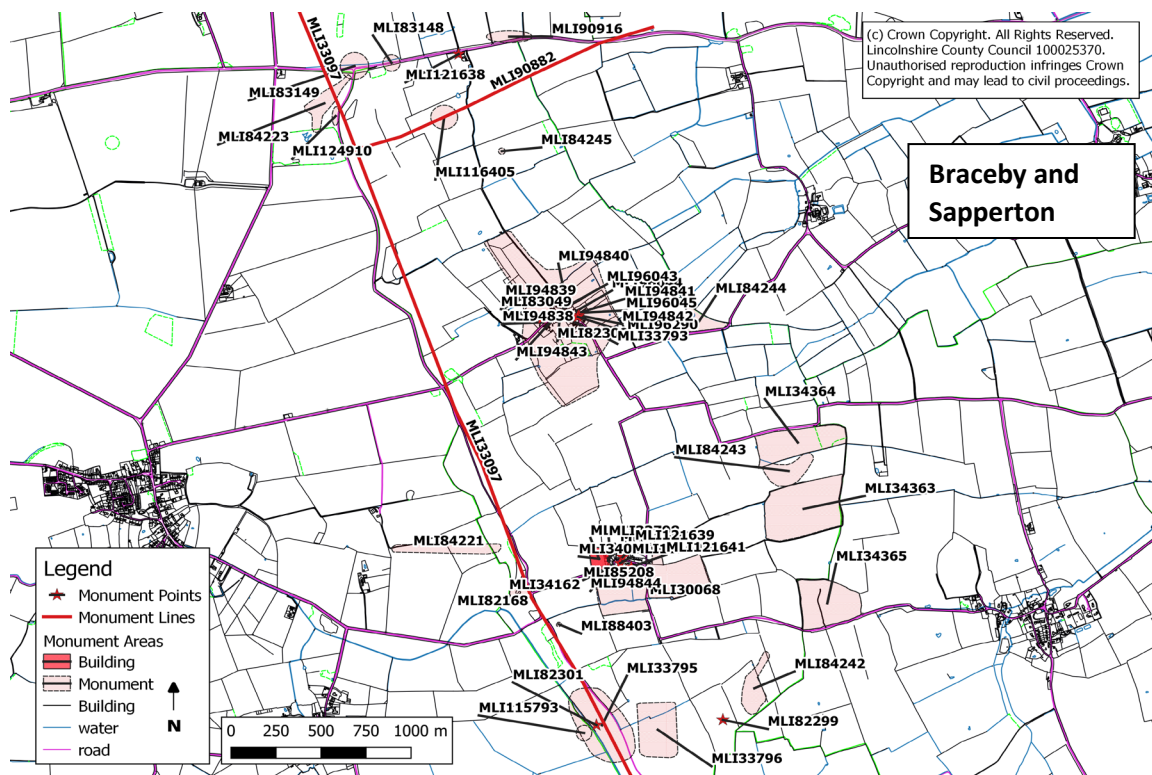 MLI33097
MLI83148
MLI90916
(c) Crown Copyright. All Rights Reserved.
Lincolnshire County Council 100025370.
Unauthorised reproduction infringes Crown
Copyright and may lead to civil proceedings.
MLI121638
MLI90882
MLI83149
MLI84223
MLI124910
MLI84245
MLI116405
Braceby and
Sapperton
MLI94840
MLI96043
MLI94839
MLI94841
MLI84244
MLI83049
MLI96045
MLI94838
MLI94842
MLI96290
MLI33793
MLI94843
MLI34364
MLI33097
MLI84243
MLI34363
MLI121639
MLI84221
MLI121641
MLI34365
MLI85208
MLI34162
MLI94844
MLI30068
MLI82168
MLI88403
MLI82301
MLI33795
MLI84242
MLI115793
MLI82299
MLI33796
Legend
Monument Points
Monument Lines
Monument Areas
Building
Monument
Building
water
road
N
0 250 500 750 1000 m